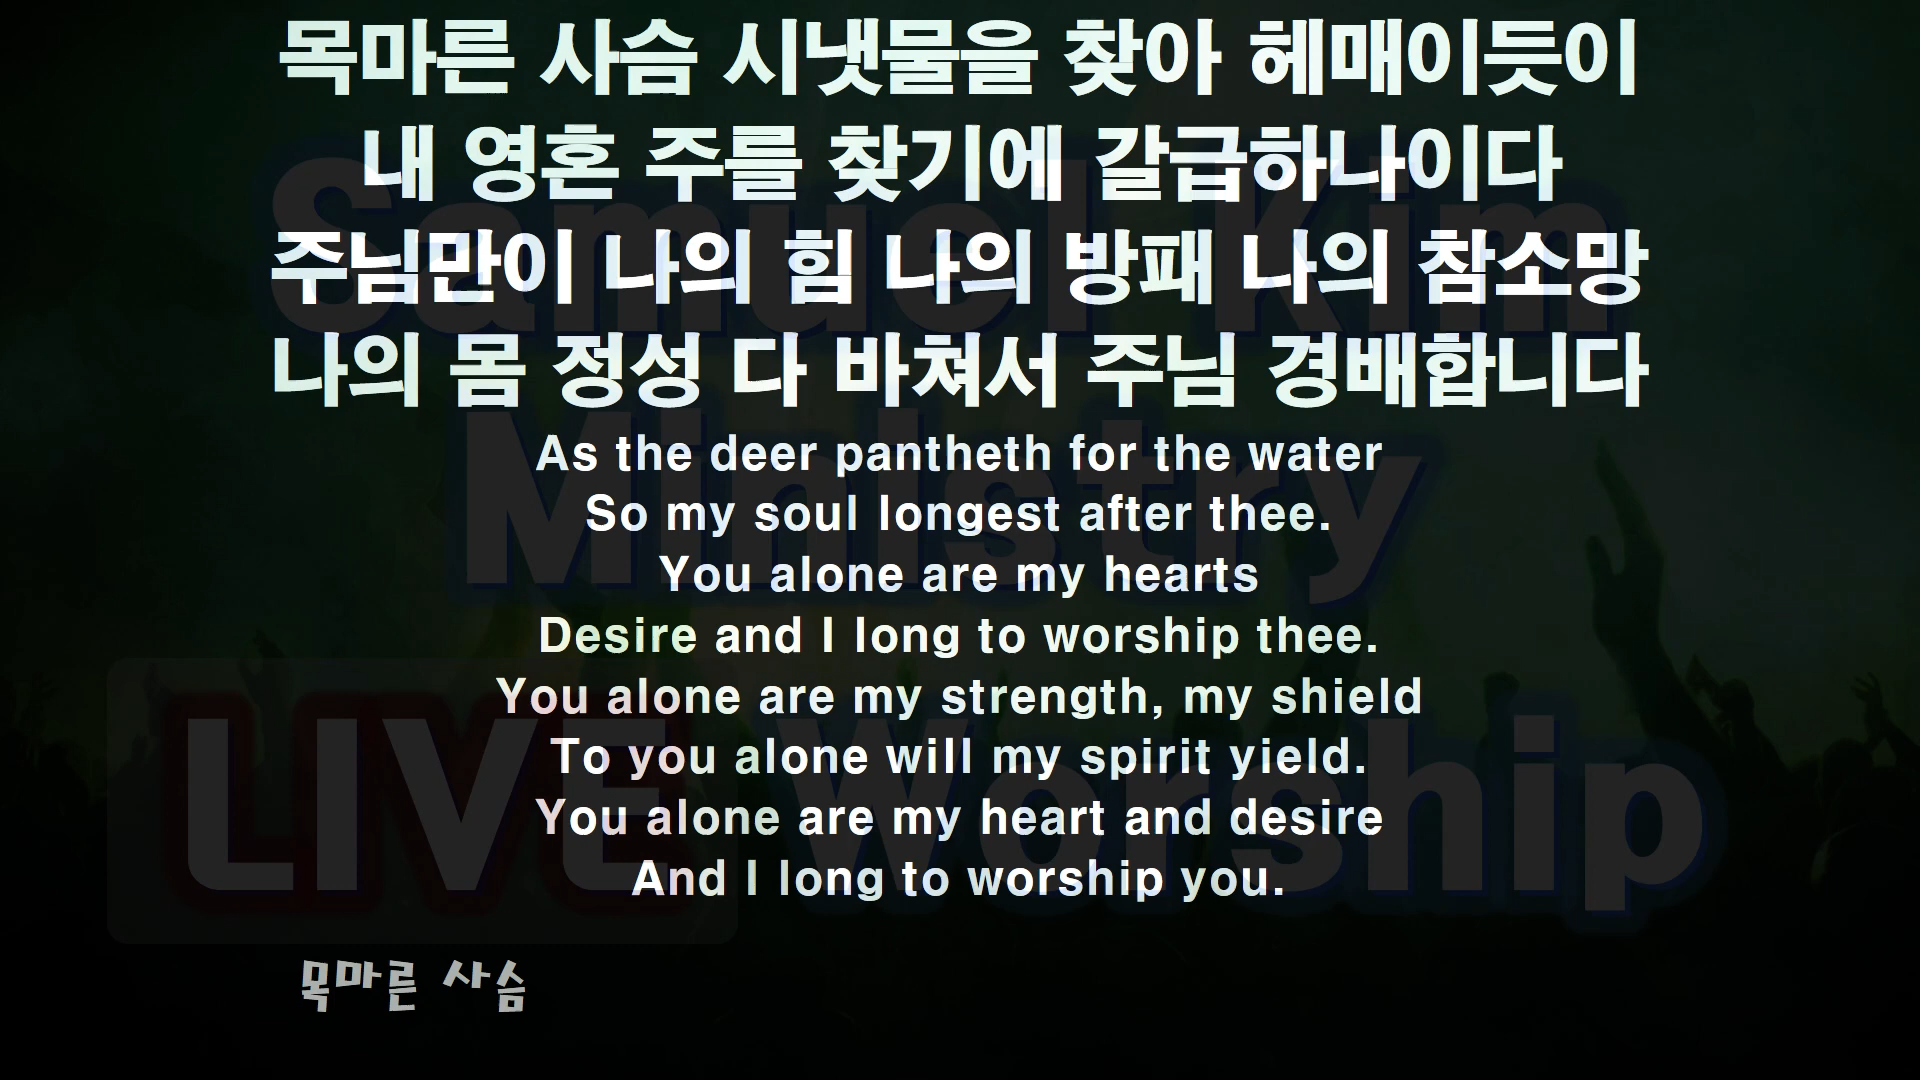 목마른 사슴 시냇물을 찾아 헤매이듯이
내 영혼 주를 찾기에 갈급하나이다
주님만이 나의 힘 나의 방패 나의 참소망
나의 몸 정성 다 바쳐서 주님 경배합니다
As the deer pantheth for the water
So my soul longest after thee.
You alone are my hearts
Desire and I long to worship thee.
You alone are my strength, my shield
To you alone will my spirit yield.
You alone are my heart and desire
And I long to worship you.
목마른 사슴
Samuel Kim
Ministry
LIVE Worship